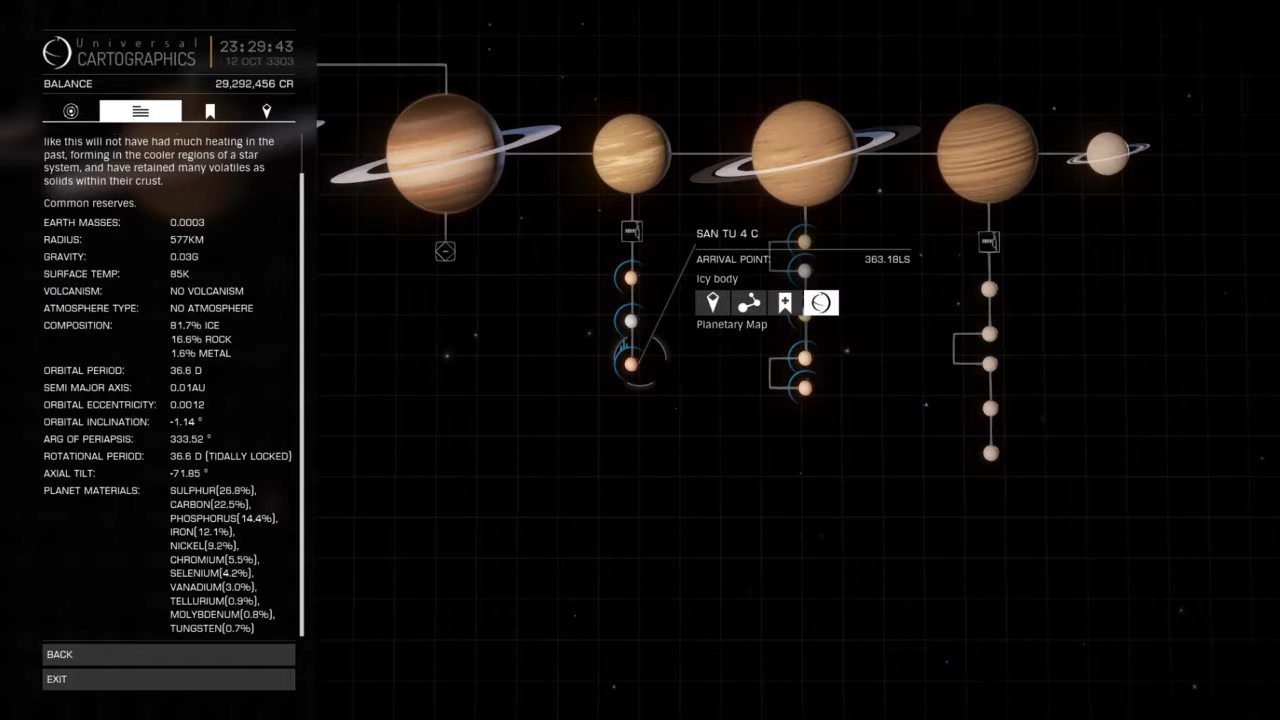 Universal
CARTOGRAPHICS
23:29:43
12 OCT 3303
BALANCE 29,292,456 CR
like this will not have had much heating in the
past, forming in the cooler regions of a star
system, and have retained many volatiles as
solids within their crust.
Common reserves.
EARTH MASSES: 0.0003
RADIUS: 577KM
GRAVITY: 0.03G
SURFACE TEMP: 85K
VOLCANISM: NO VOLCANISM
ATMOSPHERE TYPE: NO ATMOSPHERE
COMPOSITION: 81.7% ICE
16.6% ROCK
1.6% METAL
ORBITAL PERIOD: 36.6 D
SEMI MAJOR AXIS: 0.01AU
ORBITAL ECCENTRICITY: 0.0012
ORBITAL INCLINATION: -1.14 °
ARG OF PERIAPSIS: 333.52 °
ROTATIONAL PERIOD: 36.6 D (TIDALLY LOCKED)
AXIAL TILT: -71.85 °
PLANET MATERIALS: SULPHUR(26.8%),
CARBON(22.5%),
PHOSPHORUS(14.4%),
IRON(12.1%),
NICKEL(9.2%),
CHROMIUM(5.5%),
SELENIUM(4.2%),
VANADIUM(3.0%),
TELLURIUM(0.9%),
MOLYBDENUM(0.8%),
TUNGSTEN(0.7%)
BACK
EXIT
SAN TU 4 C
ARRIVAL POINT: 363.18LS
Icy body
Planetary Map